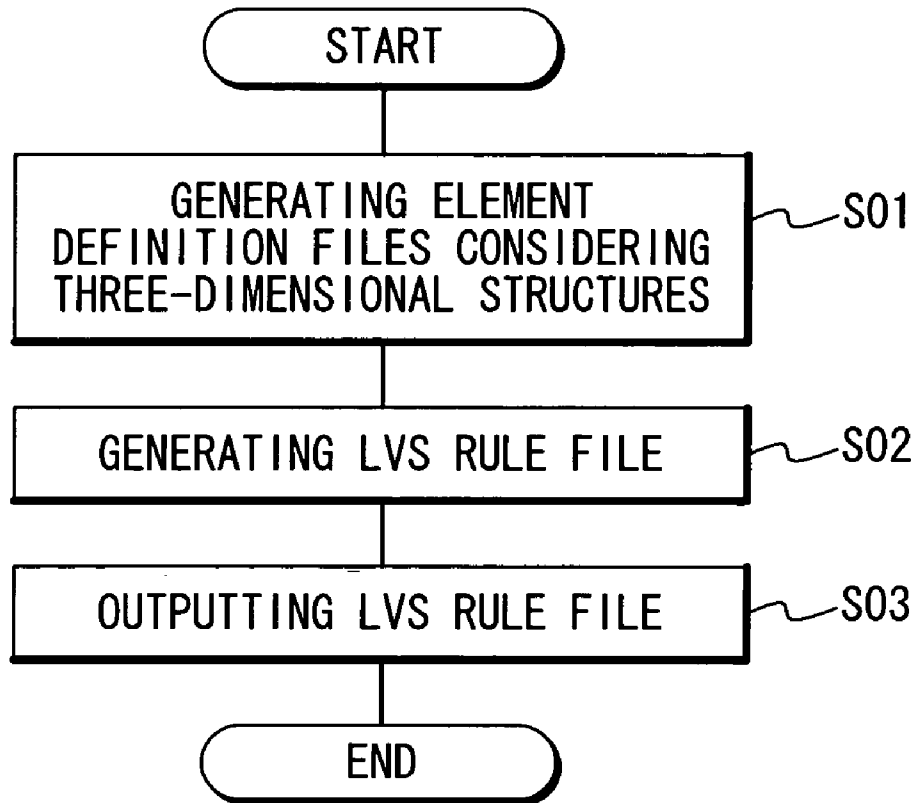 START
GENERATING ELEMENT
DEFINITION FILES CONSIDERING
THREE-DIMENSIONAL STRUCTURES
S01
GENERATING LVS RULE FILE
S02
OUTPUTTING LVS RULE FILE
S03
END